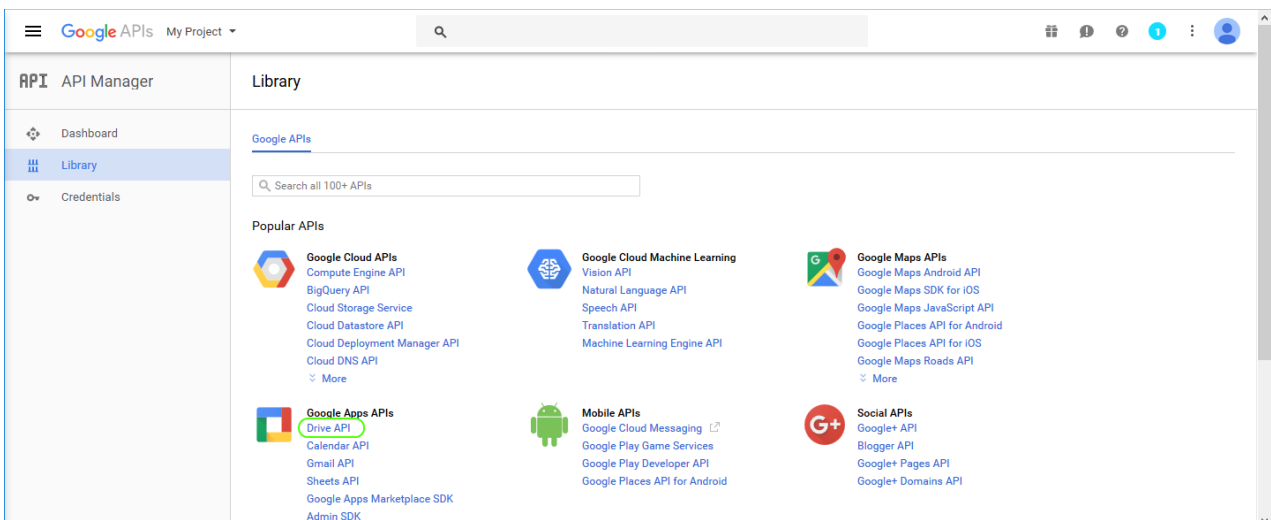 Google APIs My Project
1
API API Manager
Library
Dashboard
Library
Credentials
Google APIs
Search all 100+ APIs
Popular APIs
Google Cloud APIs
Compute Engine API
BigQuery API
Cloud Storage Service
Cloud Datastore API
Cloud Deployment Manager API
Cloud DNS API
More
Google Cloud Machine Learning
Vision API
Natural Language API
Speech API
Translation API
Machine Learning Engine API
G
Google Maps APIs
Google Maps Android API
Google Maps SDK for iOS
Google Maps JavaScript API
Google Places API for Android
Google Places API for iOS
Google Maps Roads API
More
Google Apps APIs
Drive API
Calendar API
Gmail API
Sheets API
Google Apps Marketplace SDK
Admin SDK
Mobile APIs
Google Cloud Messaging
Google Play Game Services
Google Play Developer API
Google Places API for Android
G+
Social APIs
Google+ API
Blogger API
Google+ Pages API
Google+ Domains API